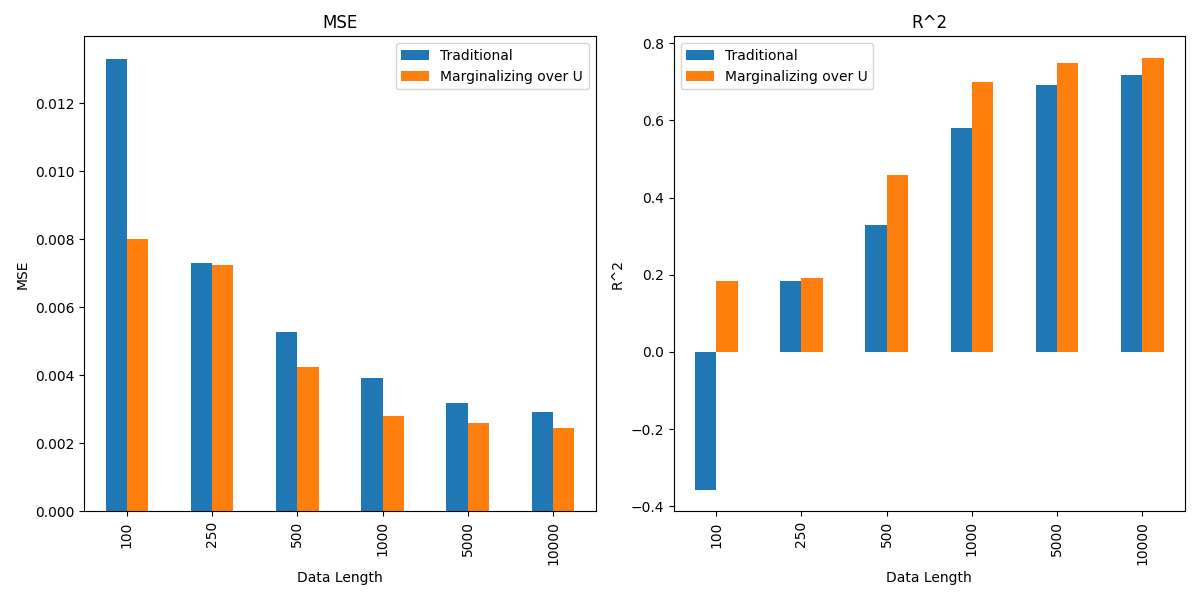 MSE
Traditional
Marginalizing over U
0.012
0.010
0.008
0.006
0.004
0.002
0.000
MSE
100
250
500
1000
5000
10000
Data Length
R^2
Traditional
Marginalizing over U
0.8
0.6
0.4
0.2
0.0
−0.2
−0.4
R^2
100
250
500
1000
5000
10000
Data Length